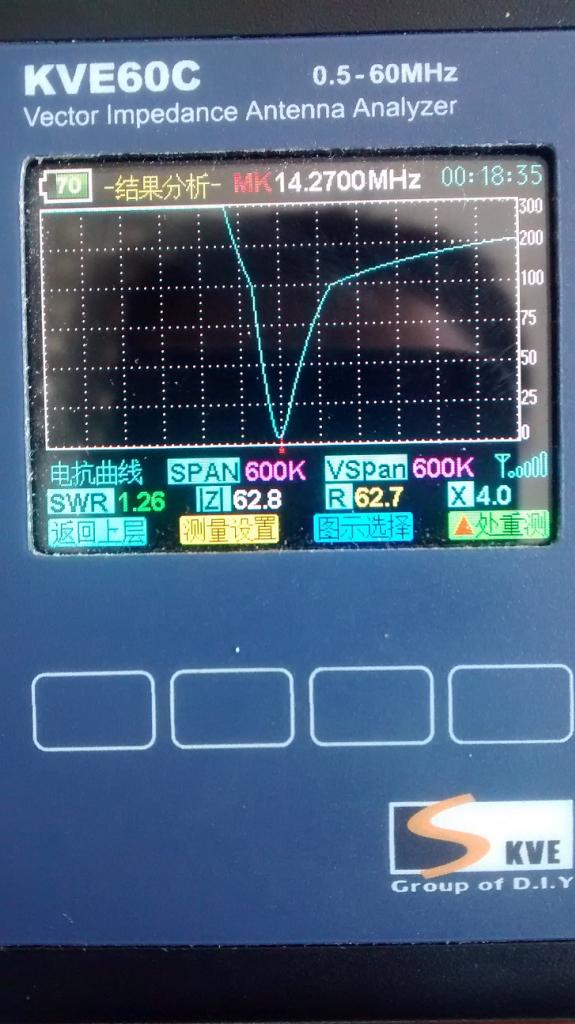 KVE60C 0.5-60MHz
Vector Impedance Antenna Analyzer
70 -结果分析- MK 14.2700MHz 00:18:35
300
200
100
75
50
25
0
电抗曲线 SPAN 600K VSpan 600K
SWR 1.26 |Z| 62.8 R 62.7 X 4.0
返回上层 测量设置 图示选择 ▲处重测
S KVE
Group of D.I.Y